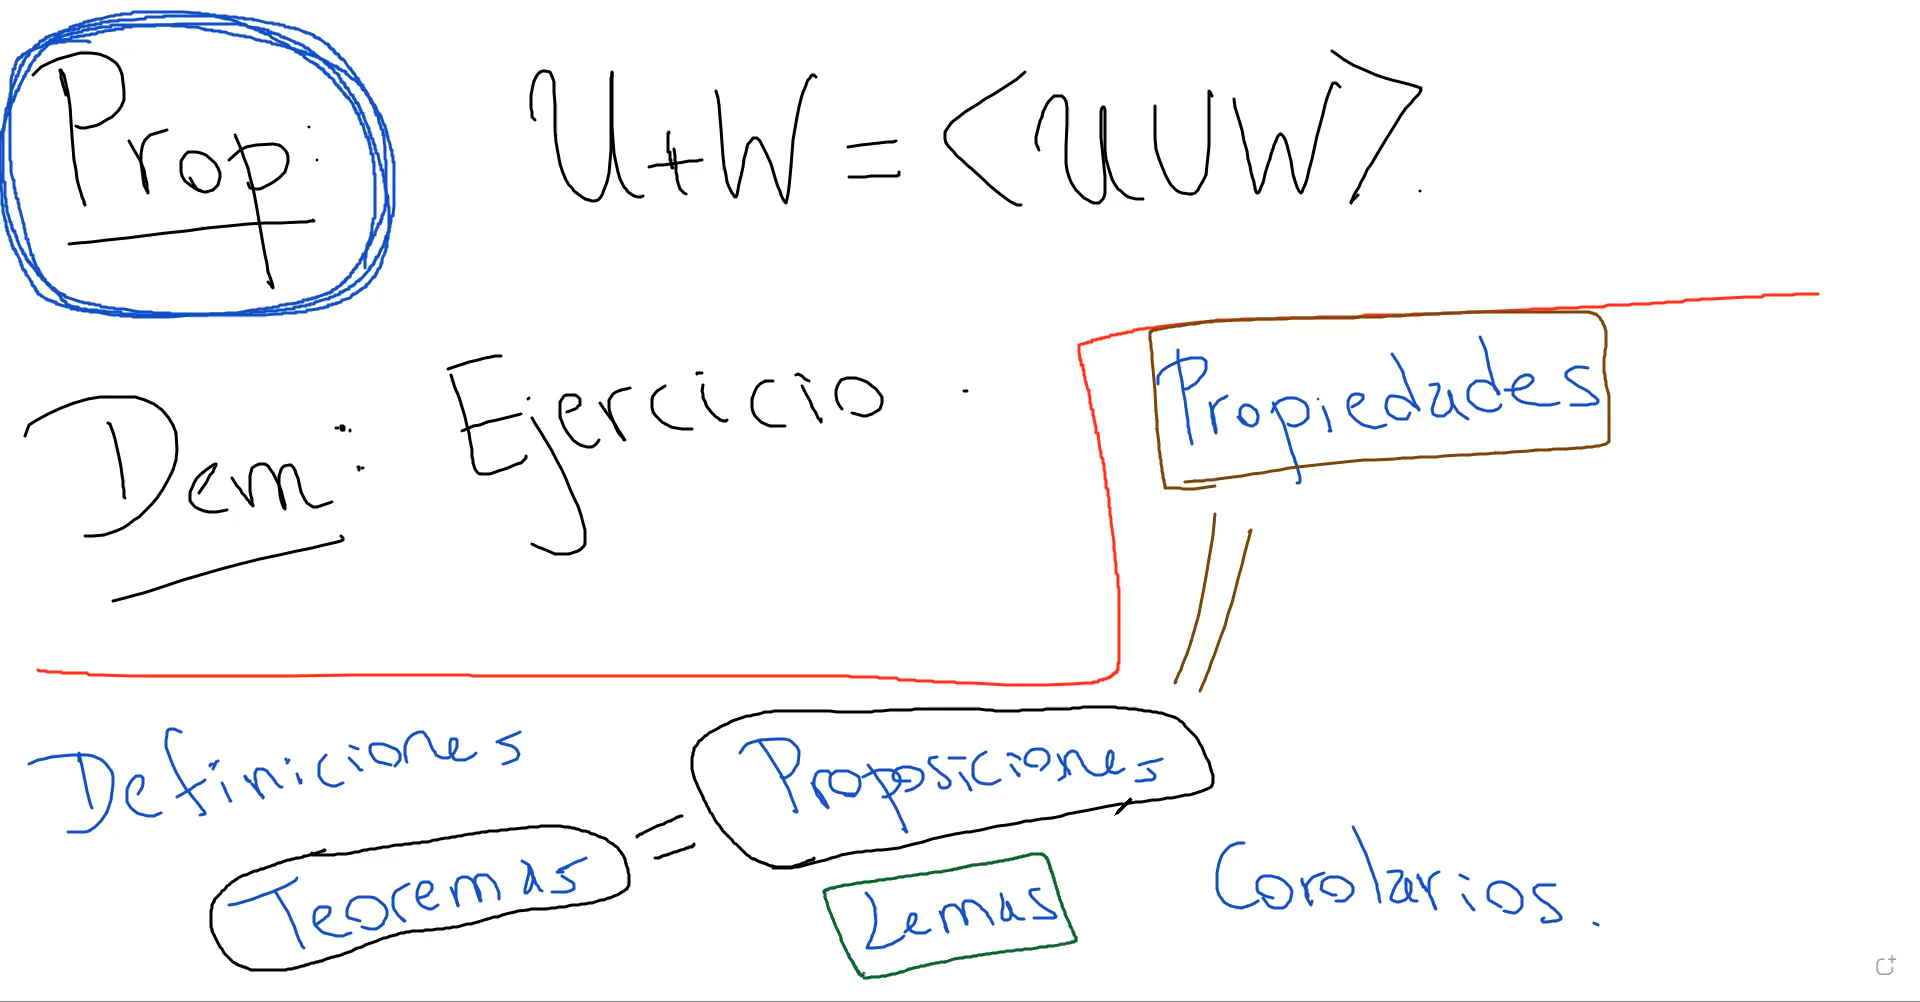 Prop: U+W = <U∪W>.
Dem: Ejercicio.
Propiedades
Definiciones
Proposiciones
Teoremas =
Lemas
Corolarios.